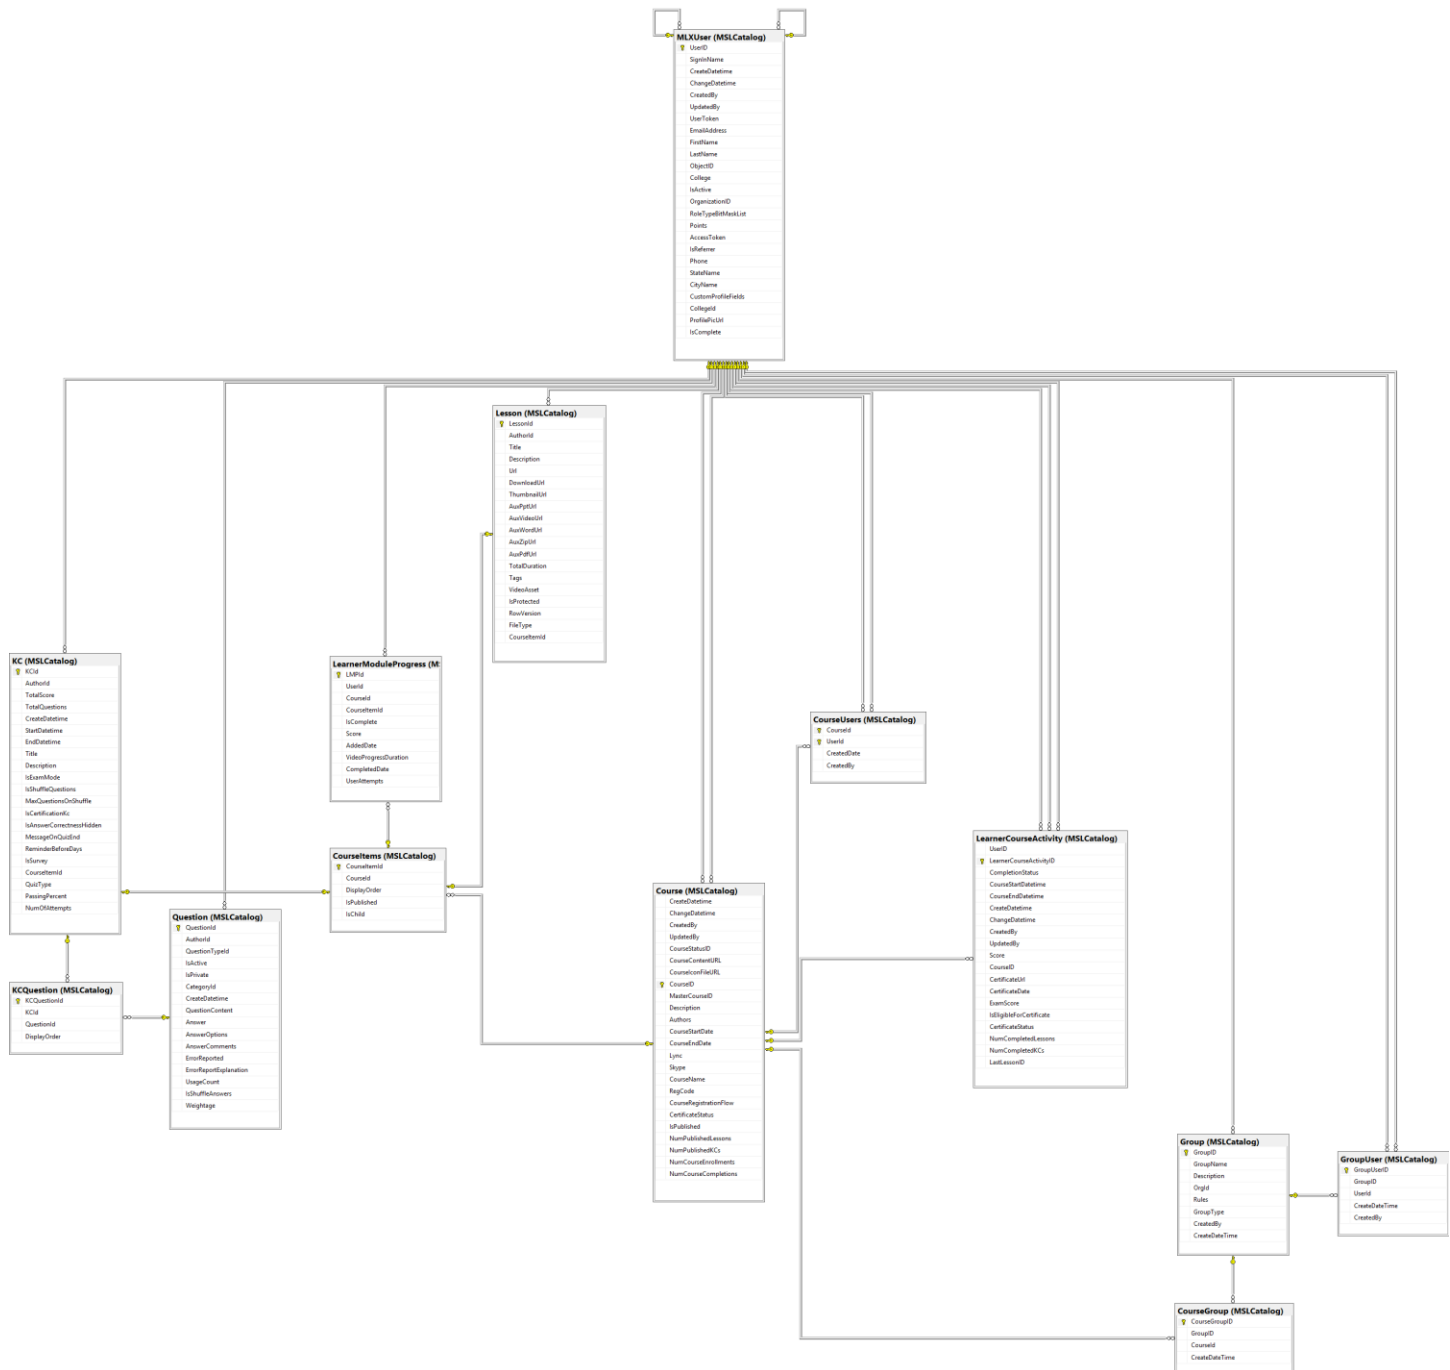 MLXUser (MSLCatalog)
UserID
SignInName
CreateDatetime
ChangeDatetime
CreatedBy
UpdatedBy
UserToken
EmailAddress
FirstName
LastName
ObjectID
College
IsActive
OrganizationID
RoleTypeBitMaskList
Points
AccessToken
IsReferrer
Phone
StateName
CityName
CustomProfileFields
CollegeId
ProfilePicUrl
IsComplete
Lesson (MSLCatalog)
LessonId
AuthorId
Title
Description
Url
DownloadUrl
ThumbnailUrl
AuxPptUrl
AuxVideoUrl
AuxWordUrl
AuxZipUrl
AuxPdfUrl
TotalDuration
Tags
VideoAsset
IsProtected
RowVersion
FileType
CourseItemId
KC (MSLCatalog)
KCId
AuthorId
TotalScore
TotalQuestions
CreateDatetime
StartDatetime
EndDatetime
Title
Description
IsExamMode
IsShuffleQuestions
MaxQuestionsOnShuffle
IsCertificationKc
IsAnswerCorrectnessHidden
MessageOnQuizEnd
ReminderBeforeDays
IsSurvey
CourseItemId
QuizType
PassingPercent
NumOfAttempts
LearnerModuleProgress (M
LMPId
UserId
CourseId
CourseItemId
IsComplete
Score
AddedDate
VideoProgressDuration
CompletedDate
UserAttempts
CourseUsers (MSLCatalog)
CourseId
UserId
CreatedDate
CreatedBy
CourseItems (MSLCatalog)
CourseItemId
CourseId
DisplayOrder
IsPublished
IsChild
LearnerCourseActivity (MSLCatalog)
UserID
LearnerCourseActivityID
CompletionStatus
CourseStartDatetime
CourseEndDatetime
CreateDatetime
ChangeDatetime
CreatedBy
UpdatedBy
Score
CourseID
CertificateUrl
CertificateDate
ExamScore
IsEligibleForCertificate
CertificateStatus
NumCompletedLessons
NumCompletedKCs
LastLessonID
Course (MSLCatalog)
CreateDatetime
ChangeDatetime
CreatedBy
UpdatedBy
CourseStatusID
CourseContentURL
CourseIconFileURL
CourseID
MasterCourseID
Description
Authors
CourseStartDate
CourseEndDate
Lync
Skype
CourseName
RegCode
CourseRegistrationFlow
CertificateStatus
IsPublished
NumPublishedLessons
NumPublishedKCs
NumCourseEnrollments
NumCourseCompletions
Question (MSLCatalog)
QuestionId
AuthorId
QuestionTypeId
IsActive
IsPrivate
CategoryId
CreateDatetime
QuestionContent
Answer
AnswerOptions
AnswerComments
ErrorReported
ErrorReportExplanation
UsageCount
IsShuffleAnswers
Weightage
KCQuestion (MSLCatalog)
KCQuestionId
KCId
QuestionId
DisplayOrder
Group (MSLCatalog)
GroupID
GroupName
Description
OrgId
Rules
GroupType
CreatedBy
CreateDateTime
GroupUser (MSLCatalog)
GroupUserID
GroupID
UserId
CreateDateTime
CreatedBy
CourseGroup (MSLCatalog)
CourseGroupID
GroupID
CourseId
CreateDateTime